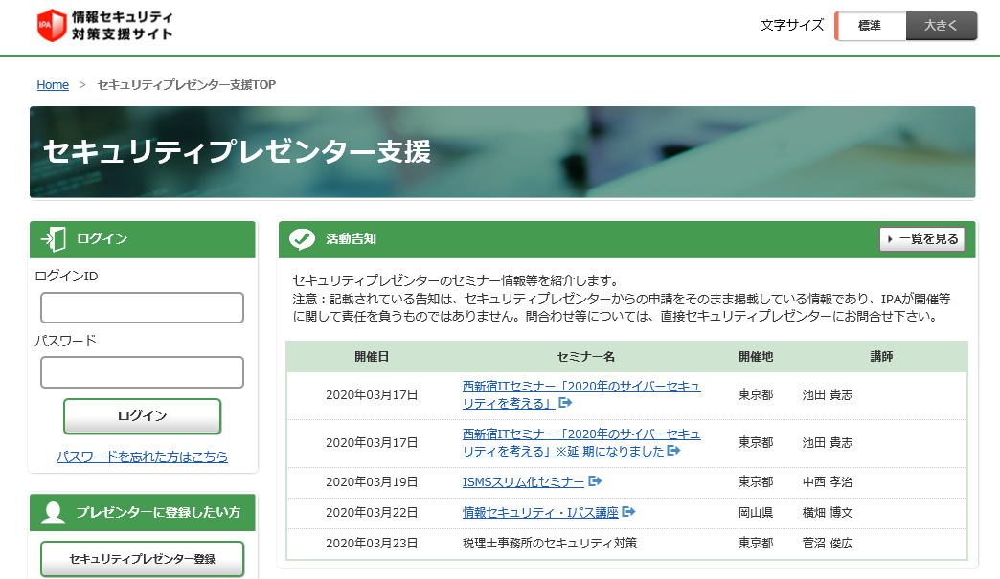 IPA
情報セキュリティ
対策支援サイト
文字サイズ 標準 大きく
Home > セキュリティプレゼンター支援TOP
セキュリティプレゼンター支援
ログイン
ログインID
パスワード
ログイン
パスワードを忘れた方はこちら
プレゼンターに登録したい方
セキュリティプレゼンター登録
活動告知 一覧を見る
セキュリティプレゼンターのセミナー情報等を紹介します。
注意：記載されている告知は、セキュリティプレゼンターからの申請をそのまま掲載している情報であり、IPAが開催等
に関して責任を負うものではありません。問合わせ等については、直接セキュリティプレゼンターにお問合せ下さい。
開催日 セミナー名 開催地 講師
2020年03月17日 西新宿ITセミナー「2020年のサイバーセキュ
リティを考える」 東京都 池田 貴志
2020年03月17日 西新宿ITセミナー「2020年のサイバーセキュ
リティを考える」※延 期になりました 東京都 池田 貴志
2020年03月19日 ISMSスリム化セミナー 東京都 中西 孝治
2020年03月22日 情報セキュリティ・Iパス講座 岡山県 横畑 博文
2020年03月23日 税理士事務所のセキュリティ対策 東京都 菅沼 俊広